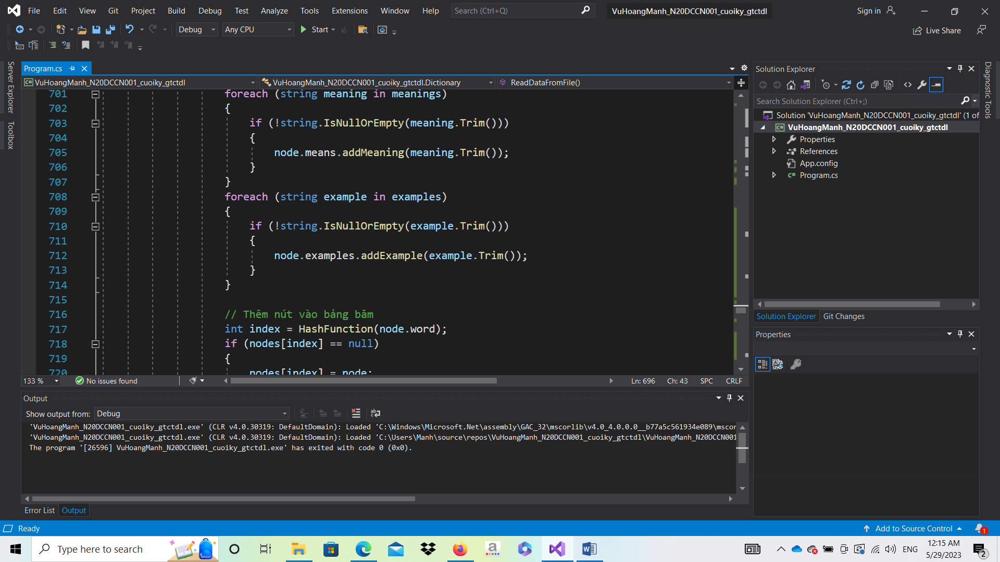 File Edit View Git Project Build Debug Test Analyze Tools Extensions Window Help Search (Ctrl+Q) VuHoangManh_N20DCCN001_cuoiky_gtctdl Sign in
Debug Any CPU Start Live Share
Program.cs
VuHoangManh_N20DCCN001_cuoiky_gtctdl VuHoangManh_N20DCCN001_cuoiky_gtctdl.Dictionary ReadDataFromFile()
Server Explorer
Toolbox
701 foreach (string meaning in meanings)
702 {
703 if (!string.IsNullOrEmpty(meaning.Trim()))
704 {
705 node.means.addMeaning(meaning.Trim());
706 }
707 }
708 foreach (string example in examples)
709 {
710 if (!string.IsNullOrEmpty(example.Trim()))
711 {
712 node.examples.addExample(example.Trim());
713 }
714 }
715
716 // Thêm nút vào bảng băm
717 int index = HashFunction(node.word);
718 if (nodes[index] == null)
719 {
720 nodes[index] = node;
133 % No issues found Ln: 696 Ch: 43 SPC CRLF
Output
Show output from: Debug
'VuHoangManh_N20DCCN001_cuoiky_gtctdl.exe' (CLR v4.0.30319: DefaultDomain): Loaded 'C:\Windows\Microsoft.Net\assembly\GAC_32\mscorlib\v4.0_4.0.0.0__b77a5c561934e089\mscor
'VuHoangManh_N20DCCN001_cuoiky_gtctdl.exe' (CLR v4.0.30319: DefaultDomain): Loaded 'C:\Users\Manh\source\repos\VuHoangManh_N20DCCN001_cuoiky_gtctdl\VuHoangManh_N20DCCN001
The program '[26596] VuHoangManh_N20DCCN001_cuoiky_gtctdl.exe' has exited with code 0 (0x0).
Error List Output
Solution Explorer
Search Solution Explorer (Ctrl+;)
Solution 'VuHoangManh_N20DCCN001_cuoiky_gtctdl' (1 of
VuHoangManh_N20DCCN001_cuoiky_gtctdl
Properties
References
App.config
Program.cs
Solution Explorer Git Changes
Properties
Diagnostic Tools
Ready Add to Source Control 1
Type here to search ENG 12:15 AM
5/29/2023 2